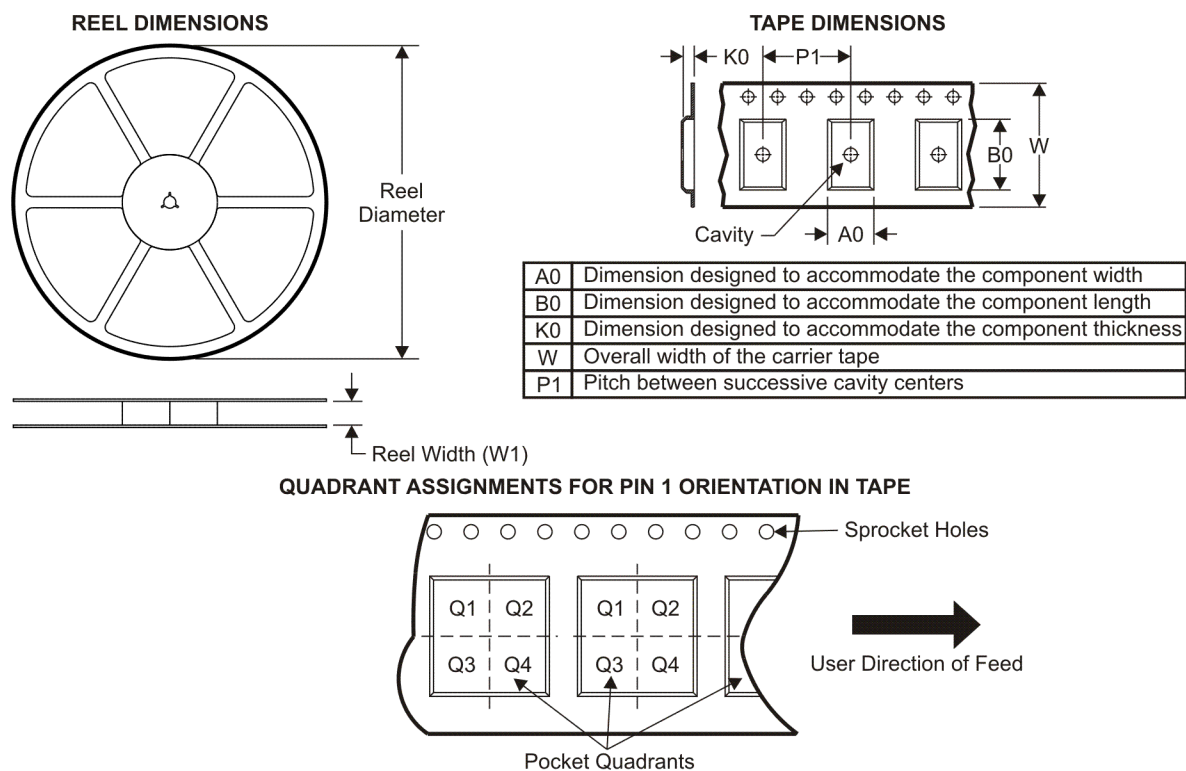 REEL DIMENSIONS
Reel
Diameter
Reel Width (W1)
TAPE DIMENSIONS
K0
P1
B0
W
Cavity
A0
A0 Dimension designed to accommodate the component width
B0 Dimension designed to accommodate the component length
K0 Dimension designed to accommodate the component thickness
W Overall width of the carrier tape
P1 Pitch between successive cavity centers
QUADRANT ASSIGNMENTS FOR PIN 1 ORIENTATION IN TAPE
Sprocket Holes
Q1 Q2 Q1 Q2
Q3 Q4 Q3 Q4
User Direction of Feed
Pocket Quadrants